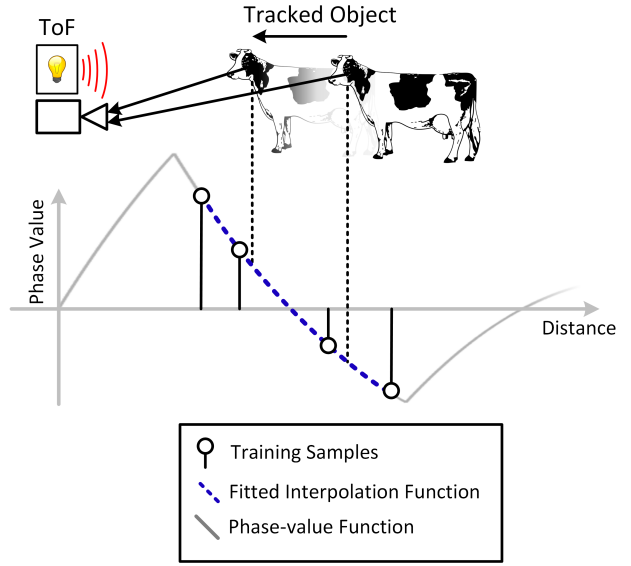 Tracked Object
ToF
Phase Value
Distance
Training Samples
Fitted Interpolation Function
Phase-value Function